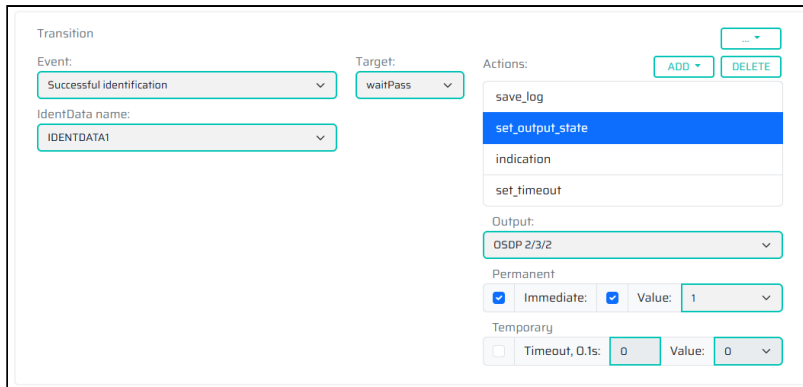 Transition
... 
Event:
Target:
Actions:
ADD
DELETE
Successful identification
waitPass
save_log
IdentData name:
IDENTDATA1
set_output_state
indication
set_timeout
Output:
OSDP 2/3/2
Permanent
Immediate: Value: 1
Temporary
Timeout, 0.1s: 0 Value: 0